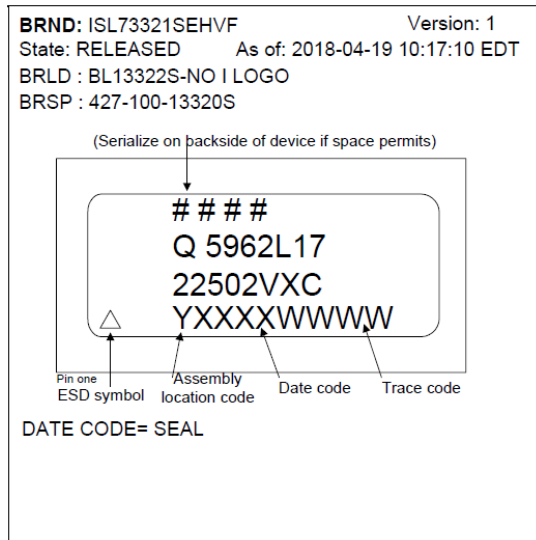 BRND: ISL73321SEHVF Version: 1
State: RELEASED As of: 2018-04-19 10:17:10 EDT
BRLD : BL13322S-NO I LOGO
BRSP : 427-100-13320S
(Serialize on backside of device if space permits)
# # # #
Q 5962L17
22502VXC
YXXXXWWWW
Pin one
ESD symbol
Assembly
location code
Date code
Trace code
DATE CODE= SEAL